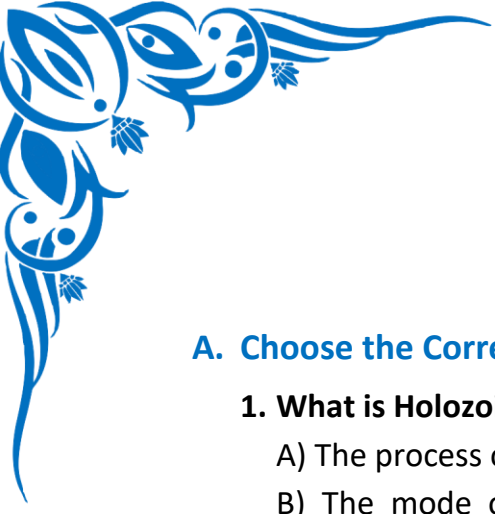 A. Choose the Corre
1. What is Holozo
A) The process o
B) The mode o